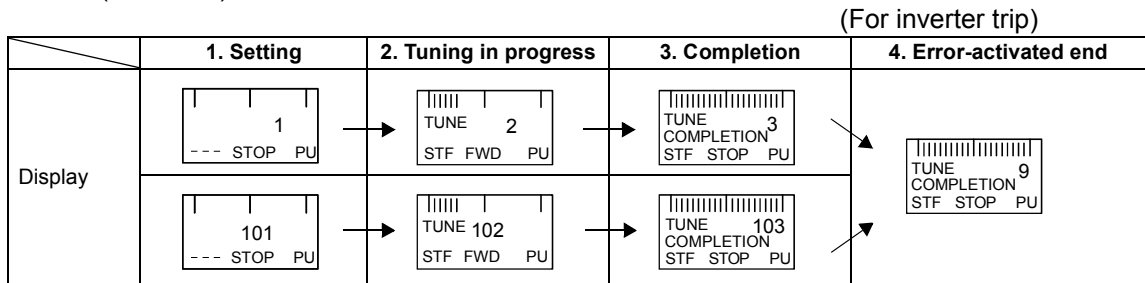 (For inverter trip)
1. Setting
2. Tuning in progress
3. Completion
4. Error-activated end
Display
1
--- STOP PU
TUNE 2
STF FWD PU
TUNE 3
COMPLETION
STF STOP PU
101
--- STOP PU
TUNE 102
STF FWD PU
TUNE 103
COMPLETION
STF STOP PU
TUNE 9
COMPLETION
STF STOP PU